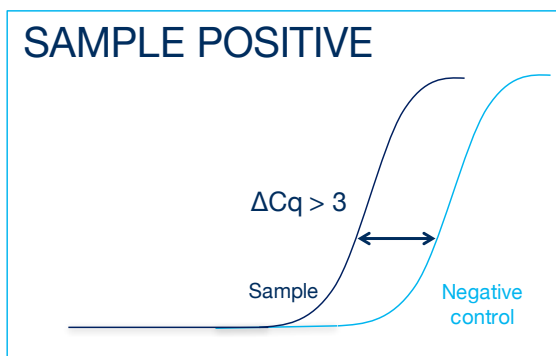 SAMPLE POSITIVE
ΔCq > 3
Sample
Negative
control